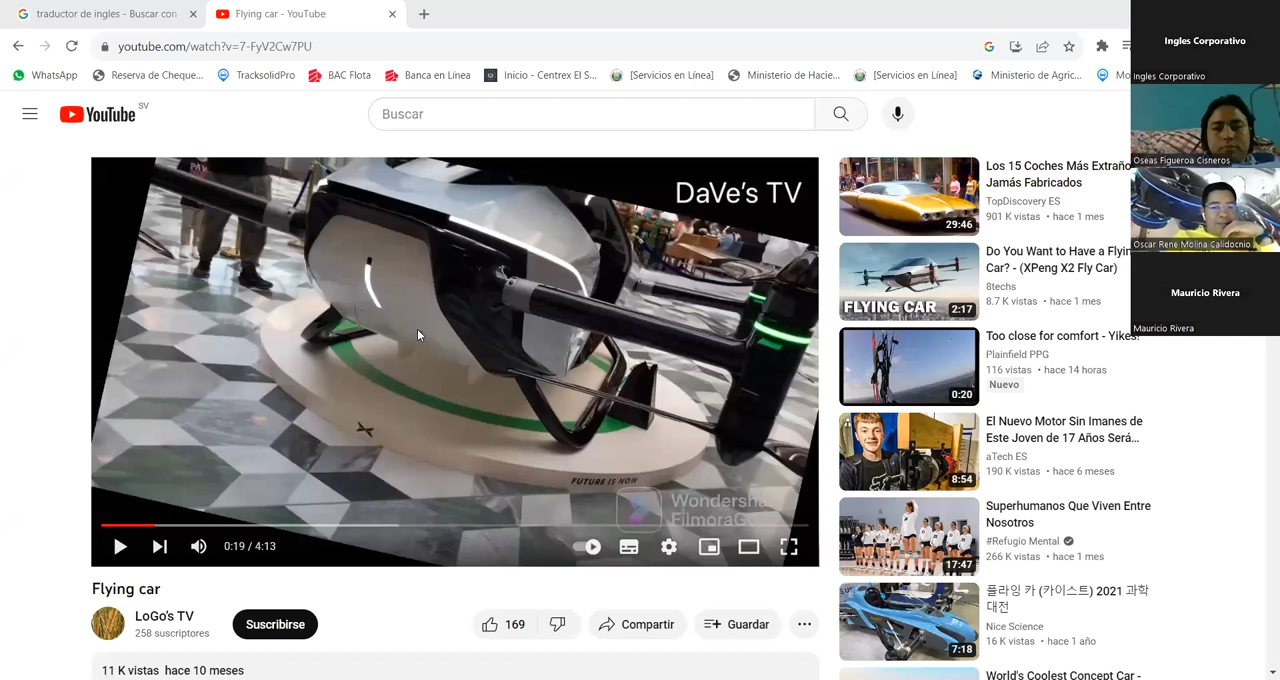 traductor de ingles - Buscar con
Flying car - YouTube
youtube.com/watch?v=7-FyV2Cw7PU
WhatsApp
Reserva de Cheque...
TracksolidPro
BAC Flota
Banca en Línea
Inicio - Centrex El S...
[Servicios en Línea]
Ministerio de Hacie...
[Servicios en Línea]
Ministerio de Agric...
Mo
Ingles Corporativo
Ingles Corporativo
Oseas Figueroa Cisneros
Oscar Rene Molina Calidocnio
Mauricio Rivera
Mauricio Rivera
YouTube SV
Buscar
DaVe's TV
FUTURE IS NOW
Wondersha
FilmoraG
0:19 / 4:13
Flying car
LoGo's TV
258 suscriptores
Suscribirse
169
Compartir
Guardar
11 K vistas hace 10 meses
Los 15 Coches Más Extraño
Jamás Fabricados
TopDiscovery ES
901 K vistas • hace 1 mes
29:46
Do You Want to Have a Flyin
Car? - (XPeng X2 Fly Car)
8techs
8.7 K vistas • hace 1 mes
FLYING CAR
2:17
Too close for comfort - Yikes!
Plainfield PPG
116 vistas • hace 14 horas
Nuevo
0:20
El Nuevo Motor Sin Imanes de
Este Joven de 17 Años Será...
aTech ES
190 K vistas • hace 6 meses
8:54
Superhumanos Que Viven Entre
Nosotros
#Refugio Mental
266 K vistas • hace 1 mes
17:47
플라잉 카 (카이스트) 2021 과학
대전
Nice Science
16 K vistas • hace 1 año
7:18
World's Coolest Concept Car -